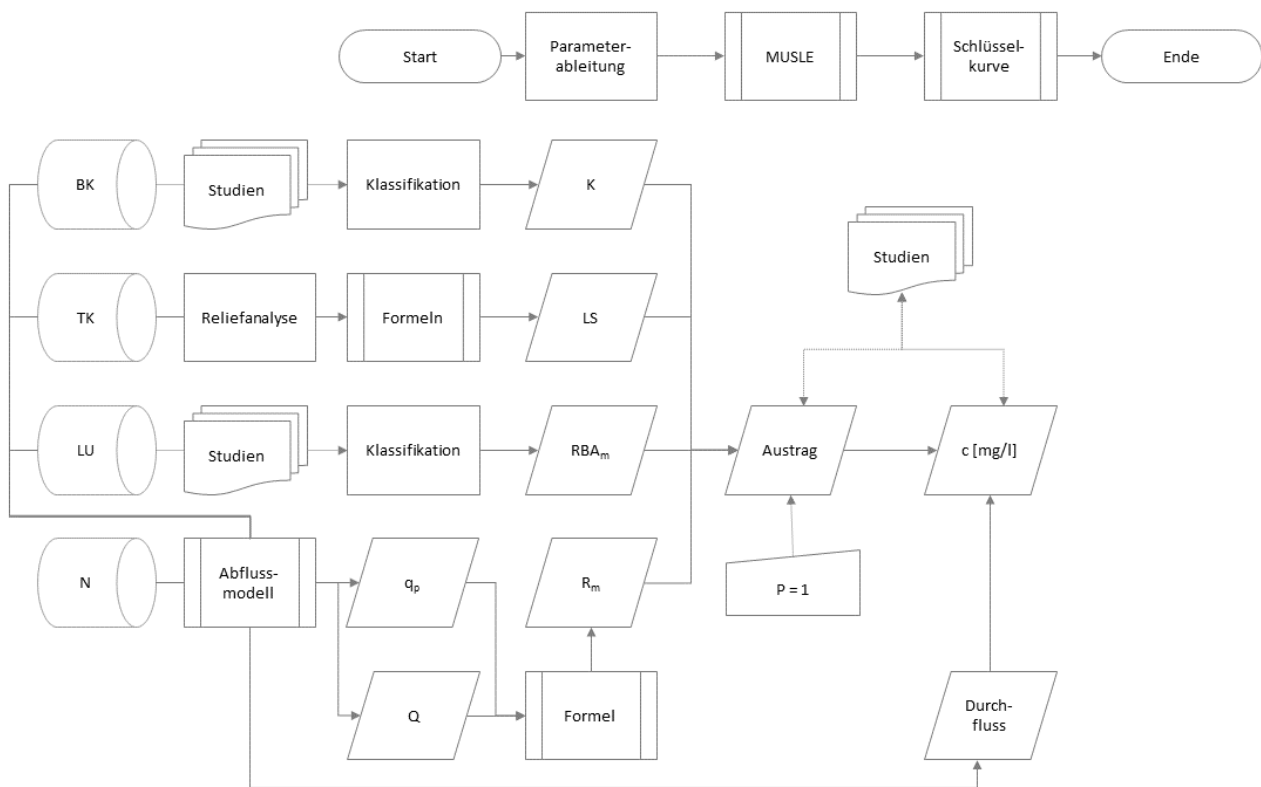 Start
Parameter-
ableitung
MUSLE
Schlüssel-
kurve
Ende
BK
Studien
Klassifikation
K
Studien
TK
Reliefanalyse
Formeln
LS
LU
Studien
Klassifikation
RBAₘ
Austrag
c [mg/l]
N
Abfluss-
modell
qₚ
Rₘ
P = 1
Q
Formel
Durch-
fluss